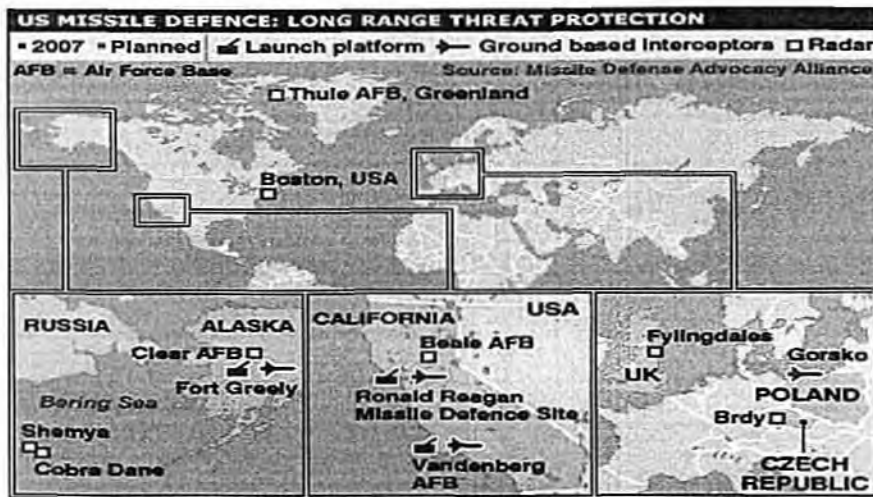 US MISSILE DEFENCE: LONG RANGE THREAT PROTECTION
2007 Planned Launch platform Ground based Interceptors Radar
AFB = Air Force Base Source: Missile Defense Advocacy Alliance
Thule AFB, Greenland
Boston, USA
RUSSIA ALASKA
Clear AFB
Fort Greely
Bering Sea
Shemya
Cobra Dane
CALIFORNIA USA
Beale AFB
Ronald Reagan
Missile Defence Site
Vandenberg
AFB
Fylingdales
UK
Gorsko
POLAND
Brdy
CZECH
REPUBLIC